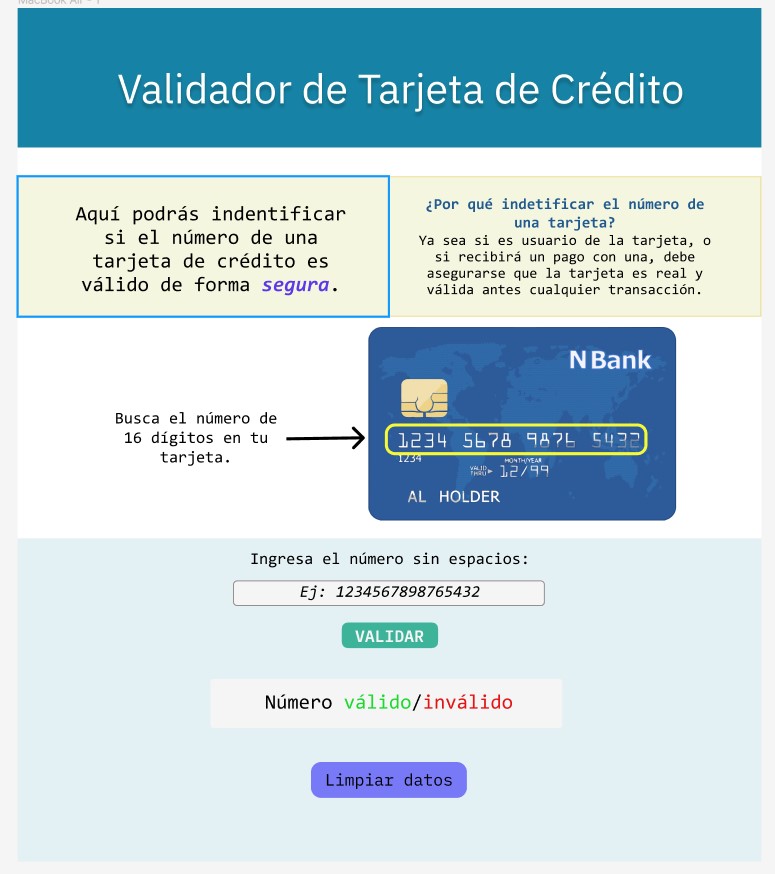 MacBook Air - 1
Validador de Tarjeta de Crédito
Aquí podrás indentificar
si el número de una
tarjeta de crédito es
válido de forma segura.
¿Por qué indetificar el número de
una tarjeta?
Ya sea si es usuario de la tarjeta, o
si recibirá un pago con una, debe
asegurarse que la tarjeta es real y
válida antes cualquier transacción.
Busca el número de
16 dígitos en tu
tarjeta.
NBank
1234 5678 9876 5432
1234
MONTH/YEAR
VALID
THRU
12/99
AL HOLDER
Ingresa el número sin espacios:
Ej: 1234567898765432
VALIDAR
Número válido/inválido
Limpiar datos